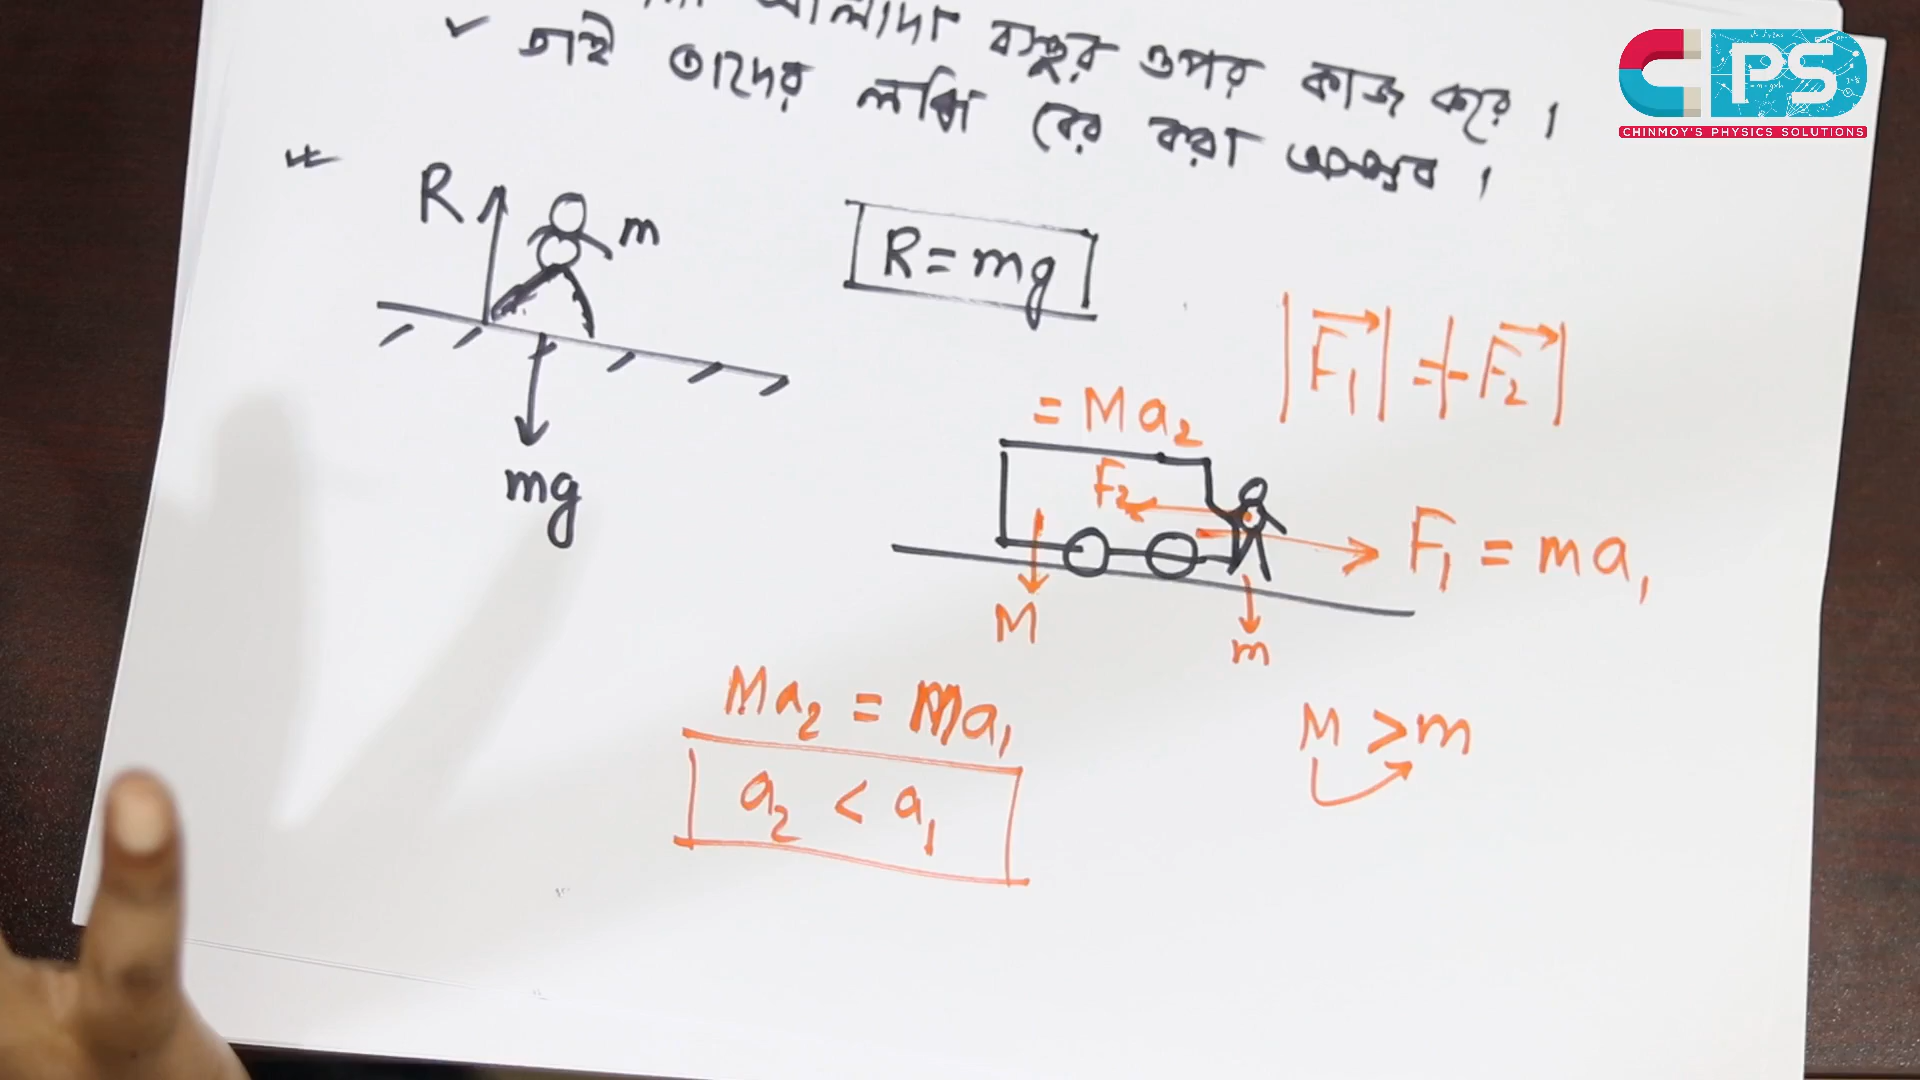 আলাদা বস্তুর ওপর কাজ করে ।
✓ তাই তাদের লব্ধি বের করা অসম্ভব ।
CPS
CHINMOY'S PHYSICS SOLUTIONS
R
m
R = mg
mg
|F₁| = |-F₂|
= Ma₂
F₂
F₁ = ma₁
M
m
Ma₂ = ma₁
M > m
a₂ < a₁